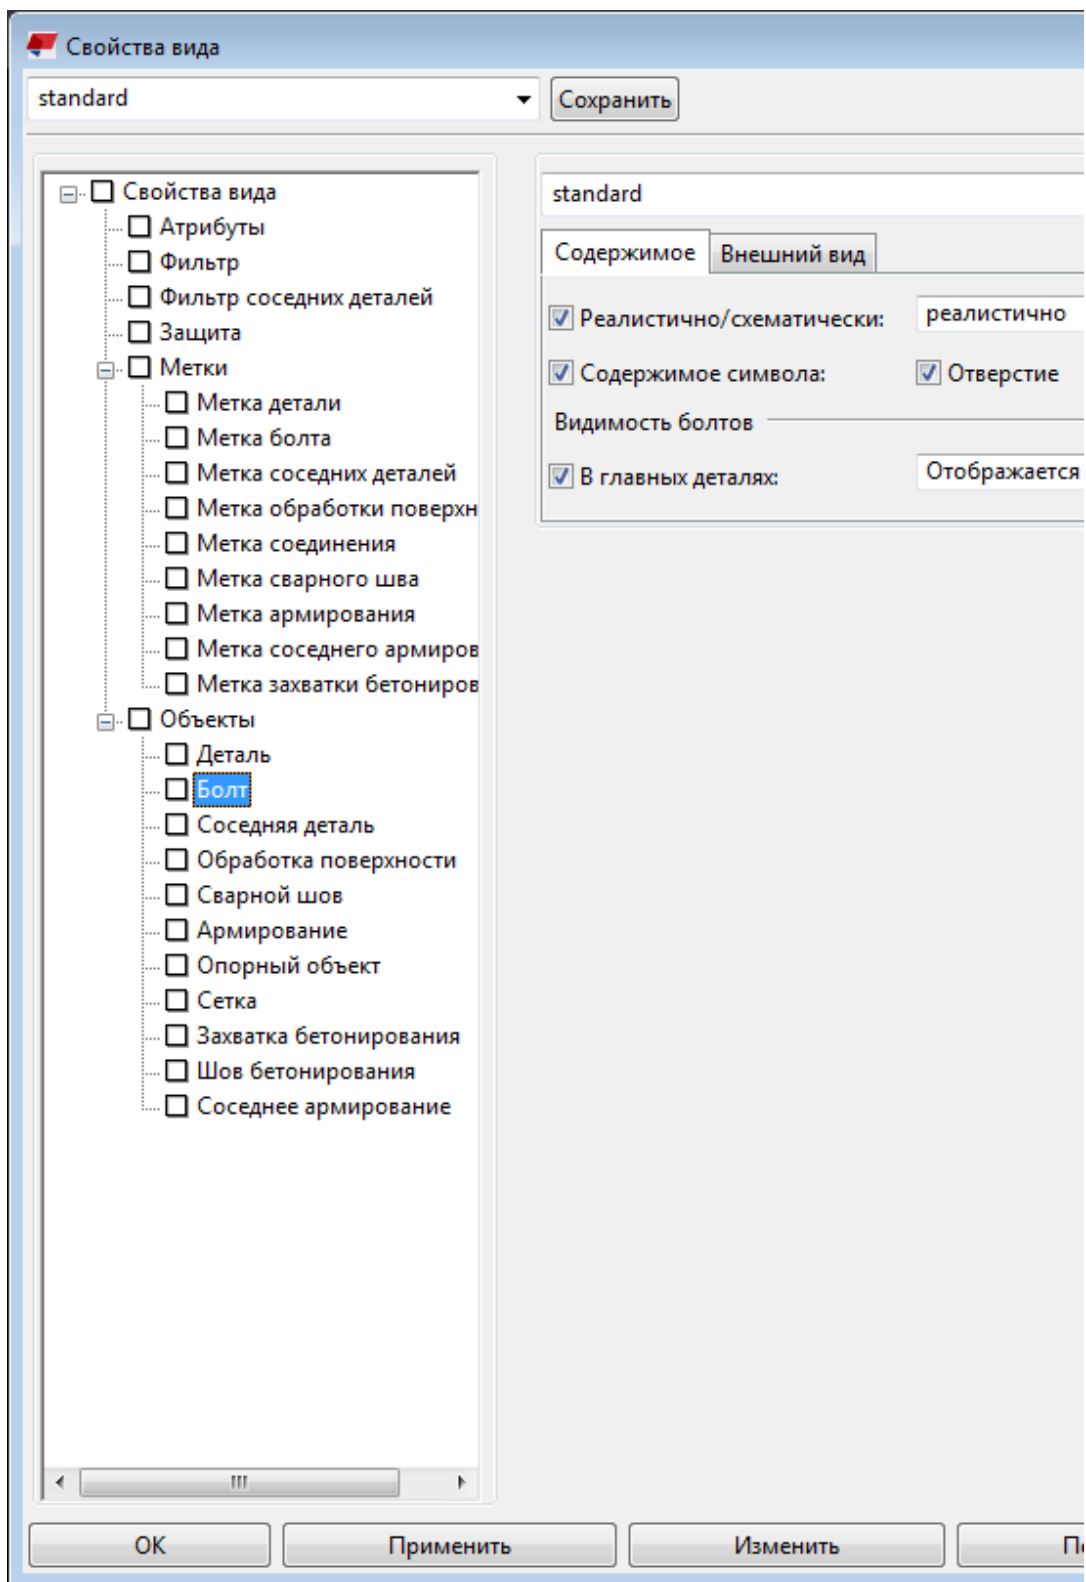 Свойства вида
standard
Сохранить
Свойства вида
Атрибуты
Фильтр
Фильтр соседних деталей
Защита
Метки
Метка детали
Метка болта
Метка соседних деталей
Метка обработки поверхн
Метка соединения
Метка сварного шва
Метка армирования
Метка соседнего армиров
Метка захватки бетониров
Объекты
Деталь
Болт
Соседняя деталь
Обработка поверхности
Сварной шов
Армирование
Опорный объект
Сетка
Захватка бетонирования
Шов бетонирования
Соседнее армирование
standard
Содержимое Внешний вид
Реалистично/схематически: реалистично
Содержимое символа: Отверстие
Видимость болтов
В главных деталях: Отображается
ОК Применить Изменить